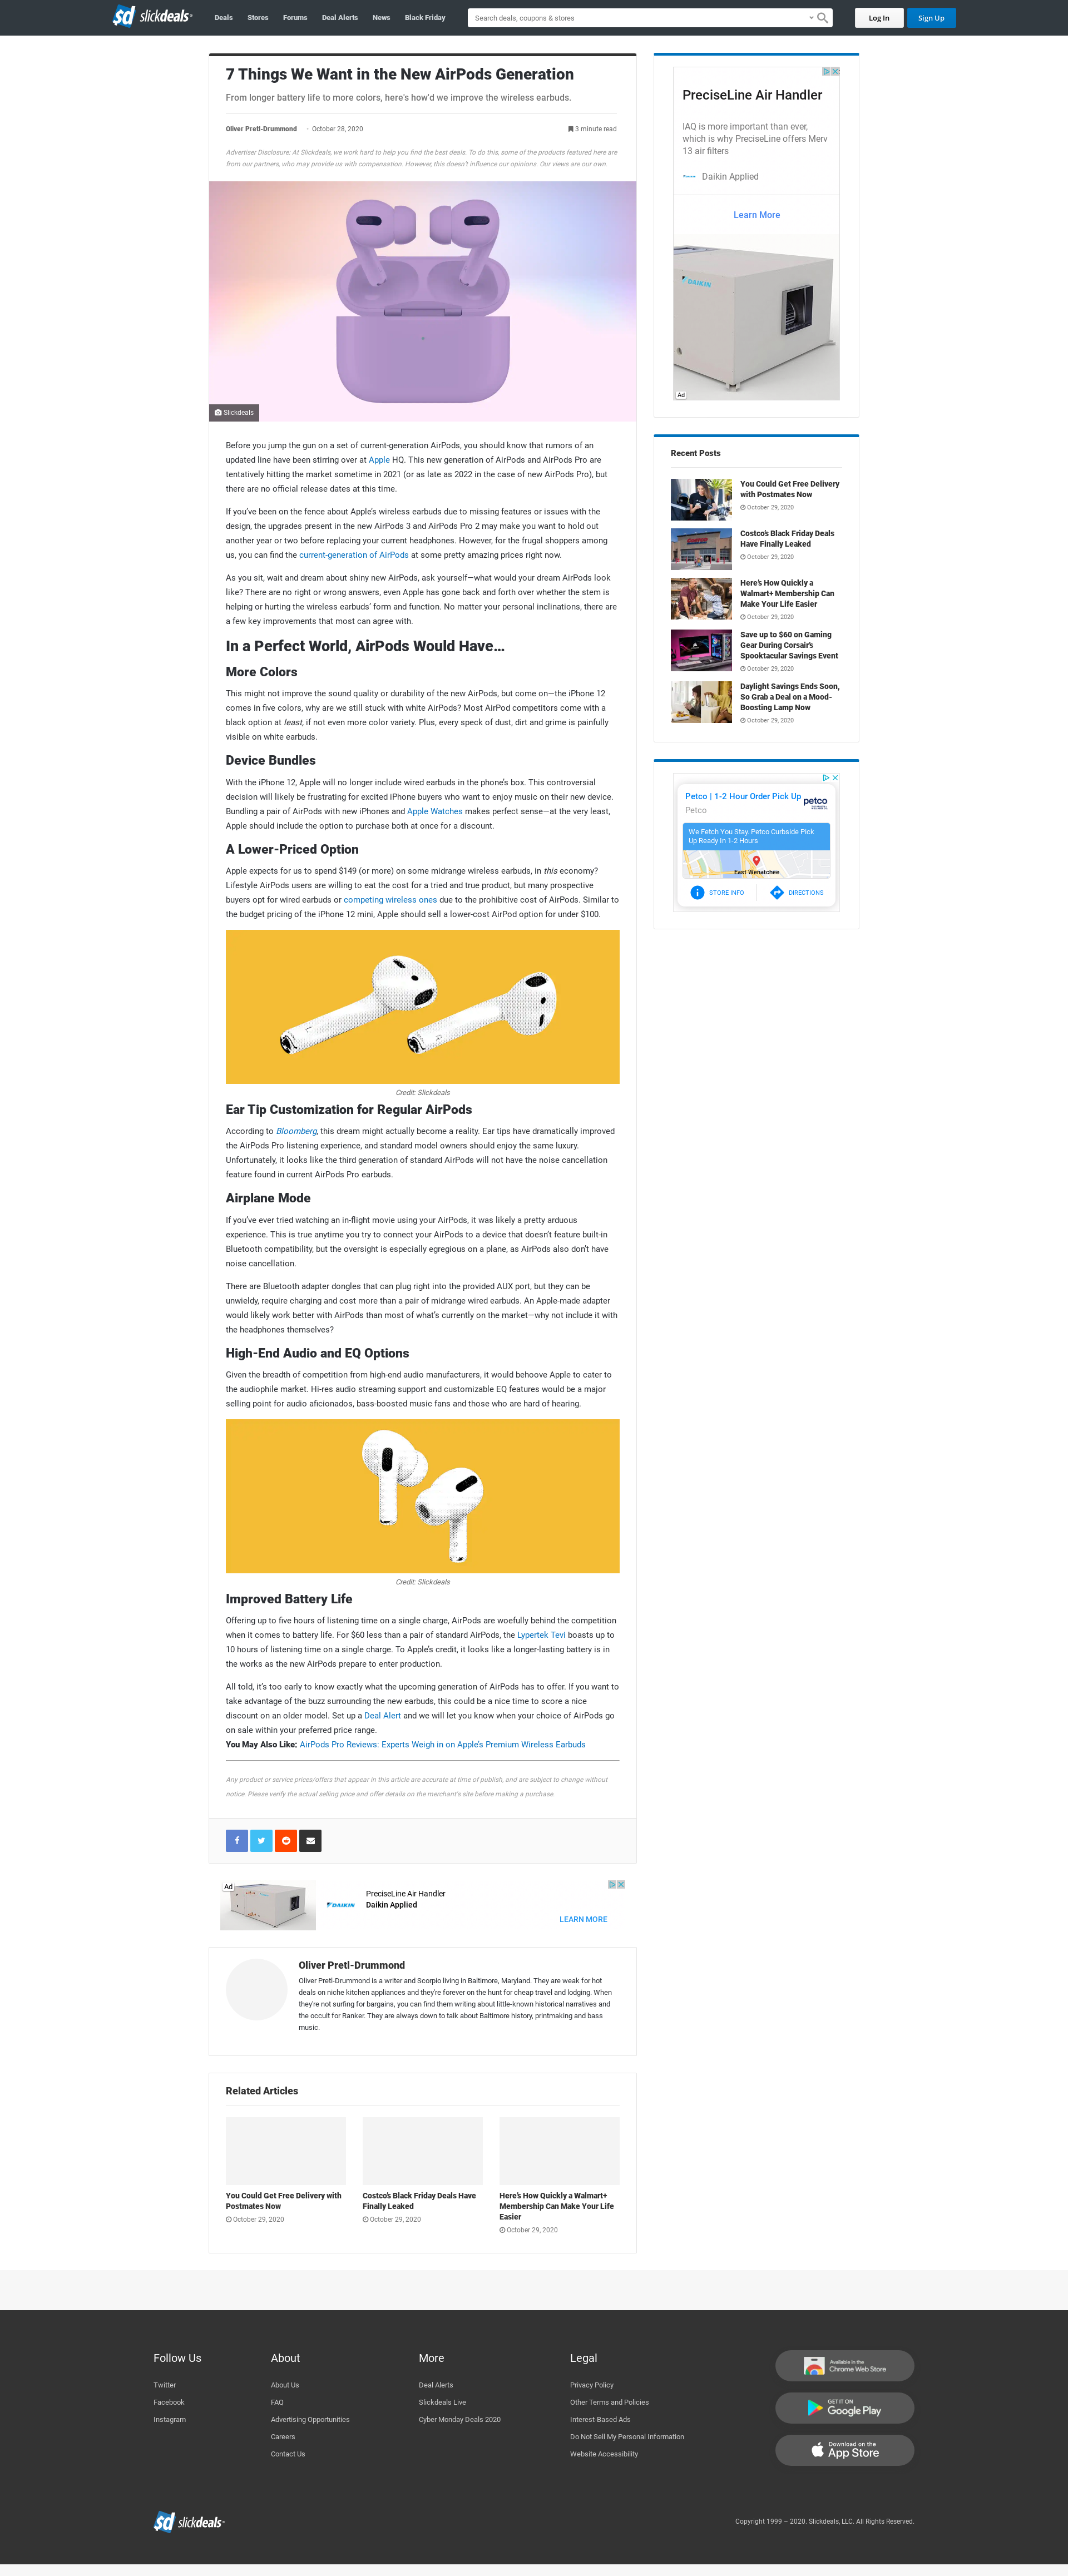 sd slickdeals
Deals Stores Forums Deal Alerts News Black Friday
Search deals, coupons & stores
Log In
Sign Up
7 Things We Want in the New AirPods Generation
From longer battery life to more colors, here's how'd we improve the wireless earbuds.
Oliver Pretl-Drummond - October 28, 2020
3 minute read
Advertiser Disclosure: At Slickdeals, we work hard to help you find the best deals. To do this, some of the products featured here are
from our partners, who may provide us with compensation. However, this doesn't influence our opinions. Our views are our own.
Slickdeals
Before you jump the gun on a set of current-generation AirPods, you should know that rumors of an
updated line have been stirring over at Apple HQ. This new generation of AirPods and AirPods Pro are
tentatively hitting the market sometime in 2021 (or as late as 2022 in the case of new AirPods Pro), but
there are no official release dates at this time.
If you've been on the fence about Apple's wireless earbuds due to missing features or issues with the
design, the upgrades present in the new AirPods 3 and AirPods Pro 2 may make you want to hold out
another year or two before replacing your current headphones. However, for the frugal shoppers among
us, you can find the current-generation of AirPods at some pretty amazing prices right now.
As you sit, wait and dream about shiny new AirPods, ask yourself—what would your dream AirPods look
like? There are no right or wrong answers, even Apple has gone back and forth over whether the stem is
helping or hurting the wireless earbuds' form and function. No matter your personal inclinations, there are
a few key improvements that most can agree with.
In a Perfect World, AirPods Would Have...
More Colors
This might not improve the sound quality or durability of the new AirPods, but come on—the iPhone 12
comes in five colors, why are we still stuck with white AirPods? Most AirPod competitors come with a
black option at least, if not even more color variety. Plus, every speck of dust, dirt and grime is painfully
visible on white earbuds.
Device Bundles
With the iPhone 12, Apple will no longer include wired earbuds in the phone's box. This controversial
decision will likely be frustrating for excited iPhone buyers who want to enjoy music on their new device.
Bundling a pair of AirPods with new iPhones and Apple Watches makes perfect sense—at the very least,
Apple should include the option to purchase both at once for a discount.
A Lower-Priced Option
Apple expects for us to spend $149 (or more) on some midrange wireless earbuds, in this economy?
Lifestyle AirPods users are willing to eat the cost for a tried and true product, but many prospective
buyers opt for wired earbuds or competing wireless ones due to the prohibitive cost of AirPods. Similar to
the budget pricing of the iPhone 12 mini, Apple should sell a lower-cost AirPod option for under $100.
Credit: Slickdeals
Ear Tip Customization for Regular AirPods
According to Bloomberg, this dream might actually become a reality. Ear tips have dramatically improved
the AirPods Pro listening experience, and standard model owners should enjoy the same luxury.
Unfortunately, it looks like the third generation of standard AirPods will not have the noise cancellation
feature found in current AirPods Pro earbuds.
Airplane Mode
If you've ever tried watching an in-flight movie using your AirPods, it was likely a pretty arduous
experience. This is true anytime you try to connect your AirPods to a device that doesn't feature built-in
Bluetooth compatibility, but the oversight is especially egregious on a plane, as AirPods also don't have
noise cancellation.
There are Bluetooth adapter dongles that can plug right into the provided AUX port, but they can be
unwieldy, require charging and cost more than a pair of midrange wired earbuds. An Apple-made adapter
would likely work better with AirPods than most of what's currently on the market—why not include it with
the headphones themselves?
High-End Audio and EQ Options
Given the breadth of competition from high-end audio manufacturers, it would behoove Apple to cater to
the audiophile market. Hi-res audio streaming support and customizable EQ features would be a major
selling point for audio aficionados, bass-boosted music fans and those who are hard of hearing.
Credit: Slickdeals
Improved Battery Life
Offering up to five hours of listening time on a single charge, AirPods are woefully behind the competition
when it comes to battery life. For $60 less than a pair of standard AirPods, the Lypertek Tevi boasts up to
10 hours of listening time on a single charge. To Apple's credit, it looks like a longer-lasting battery is in
the works as the new AirPods prepare to enter production.
All told, it's too early to know exactly what the upcoming generation of AirPods has to offer. If you want to
take advantage of the buzz surrounding the new earbuds, this could be a nice time to score a nice
discount on an older model. Set up a Deal Alert and we will let you know when your choice of AirPods go
on sale within your preferred price range.
You May Also Like: AirPods Pro Reviews: Experts Weigh in on Apple's Premium Wireless Earbuds
Any product or service prices/offers that appear in this article are accurate at time of publish, and are subject to change without
notice. Please verify the actual selling price and offer details on the merchant's site before making a purchase.
Ad
DAIKIN
PreciseLine Air Handler
Daikin Applied
LEARN MORE
Oliver Pretl-Drummond
Oliver Pretl-Drummond is a writer and Scorpio living in Baltimore, Maryland. They are weak for hot
deals on niche kitchen appliances and they're forever on the hunt for cheap travel and lodging. When
they're not surfing for bargains, you can find them writing about little-known historical narratives and
the occult for Ranker. They are always down to talk about Baltimore history, printmaking and bass
music.
Related Articles
You Could Get Free Delivery with
Postmates Now
October 29, 2020
Costco's Black Friday Deals Have
Finally Leaked
October 29, 2020
Here's How Quickly a Walmart+
Membership Can Make Your Life
Easier
October 29, 2020
PreciseLine Air Handler
IAQ is more important than ever,
which is why PreciseLine offers Merv
13 air filters
Daikin Applied
Learn More
DAIKIN
Ad
Recent Posts
You Could Get Free Delivery
with Postmates Now
October 29, 2020
Costco's Black Friday Deals
Have Finally Leaked
October 29, 2020
Here's How Quickly a
Walmart+ Membership Can
Make Your Life Easier
October 29, 2020
Save up to $60 on Gaming
Gear During Corsair's
Spooktacular Savings Event
October 29, 2020
Daylight Savings Ends Soon,
So Grab a Deal on a Mood-
Boosting Lamp Now
October 29, 2020
Petco | 1-2 Hour Order Pick Up
Petco
petco
We Fetch You Stay. Petco Curbside Pick
Up Ready In 1-2 Hours
East Wenatchee
STORE INFO
DIRECTIONS
Follow Us
Twitter
Facebook
Instagram
About
About Us
FAQ
Advertising Opportunities
Careers
Contact Us
More
Deal Alerts
Slickdeals Live
Cyber Monday Deals 2020
Legal
Privacy Policy
Other Terms and Policies
Interest-Based Ads
Do Not Sell My Personal Information
Website Accessibility
Available in the
Chrome Web Store
GET IT ON
Google Play
Download on the
App Store
sd slickdeals
Copyright 1999 – 2020. Slickdeals, LLC. All Rights Reserved.